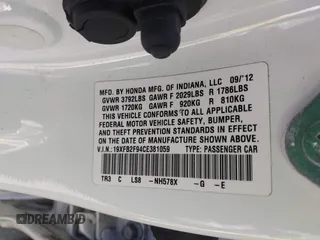 MFD. BY HONDA MFG. OF INDIANA, LLC 09/'12
GVWR 3792LBS GAWR F 2029LBS R 1786LBS
GVWR 1720KG GAWR F 920KG R 810KG
THIS VEHICLE CONFORMS TO ALL APPLICABLE
FEDERAL MOTOR VEHICLE SAFETY, BUMPER, AND
THEFT PREVENTION STANDARDS IN EFFECT ON THE
DATE OF MANUFACTURE SHOWN ABOVE.
V.I.N.:19XFB2F94CE381059 TYPE: PASSENGER CAR
TR3 C LS8 -NH578X -G -E